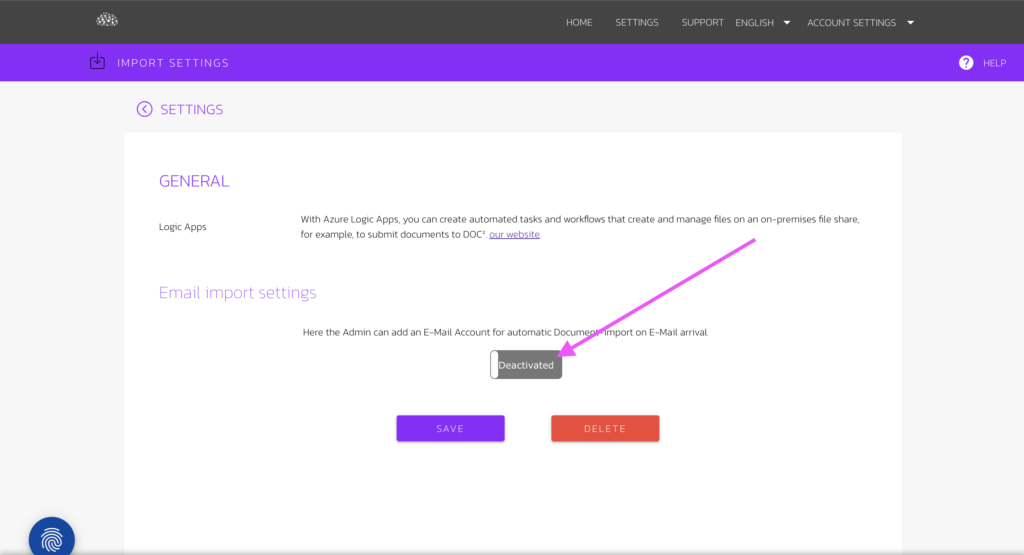 HOME SETTINGS SUPPORT ENGLISH ACCOUNT SETTINGS
IMPORT SETTINGS
? HELP
SETTINGS
GENERAL
Logic Apps
With Azure Logic Apps, you can create automated tasks and workflows that create and manage files on an on-premises file share,
for example, to submit documents to DOC². our website.
Email import settings
Here the Admin can add an E-Mail Account for automatic Document-import on E-Mail arrival.
Deactivated
SAVE DELETE